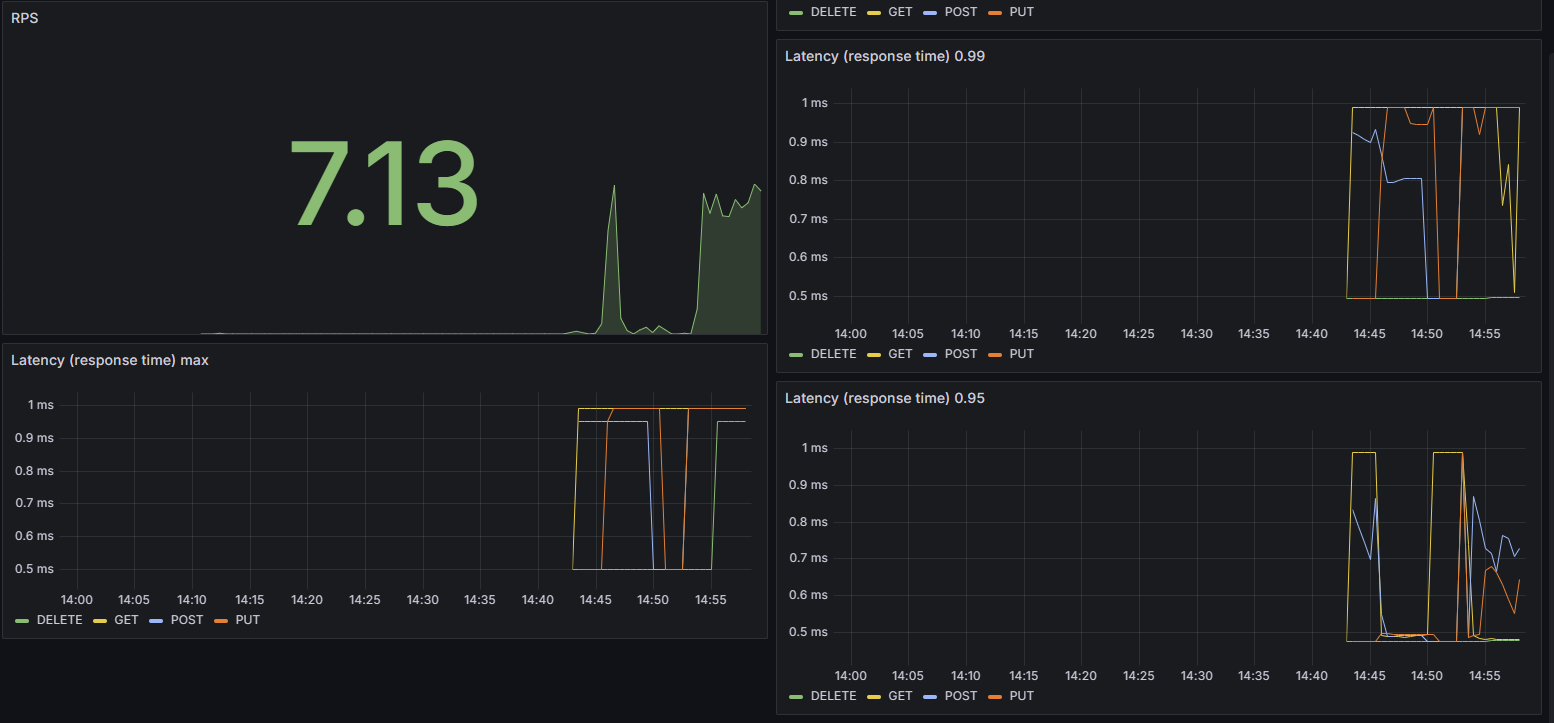 RPS
7.13
Latency (response time) max
1 ms
0.9 ms
0.8 ms
0.7 ms
0.6 ms
0.5 ms
14:00 14:05 14:10 14:15 14:20 14:25 14:30 14:35 14:40 14:45 14:50 14:55
DELETE GET POST PUT
DELETE GET POST PUT
Latency (response time) 0.99
1 ms
0.9 ms
0.8 ms
0.7 ms
0.6 ms
0.5 ms
14:00 14:05 14:10 14:15 14:20 14:25 14:30 14:35 14:40 14:45 14:50 14:55
DELETE GET POST PUT
Latency (response time) 0.95
1 ms
0.9 ms
0.8 ms
0.7 ms
0.6 ms
0.5 ms
14:00 14:05 14:10 14:15 14:20 14:25 14:30 14:35 14:40 14:45 14:50 14:55
DELETE GET POST PUT